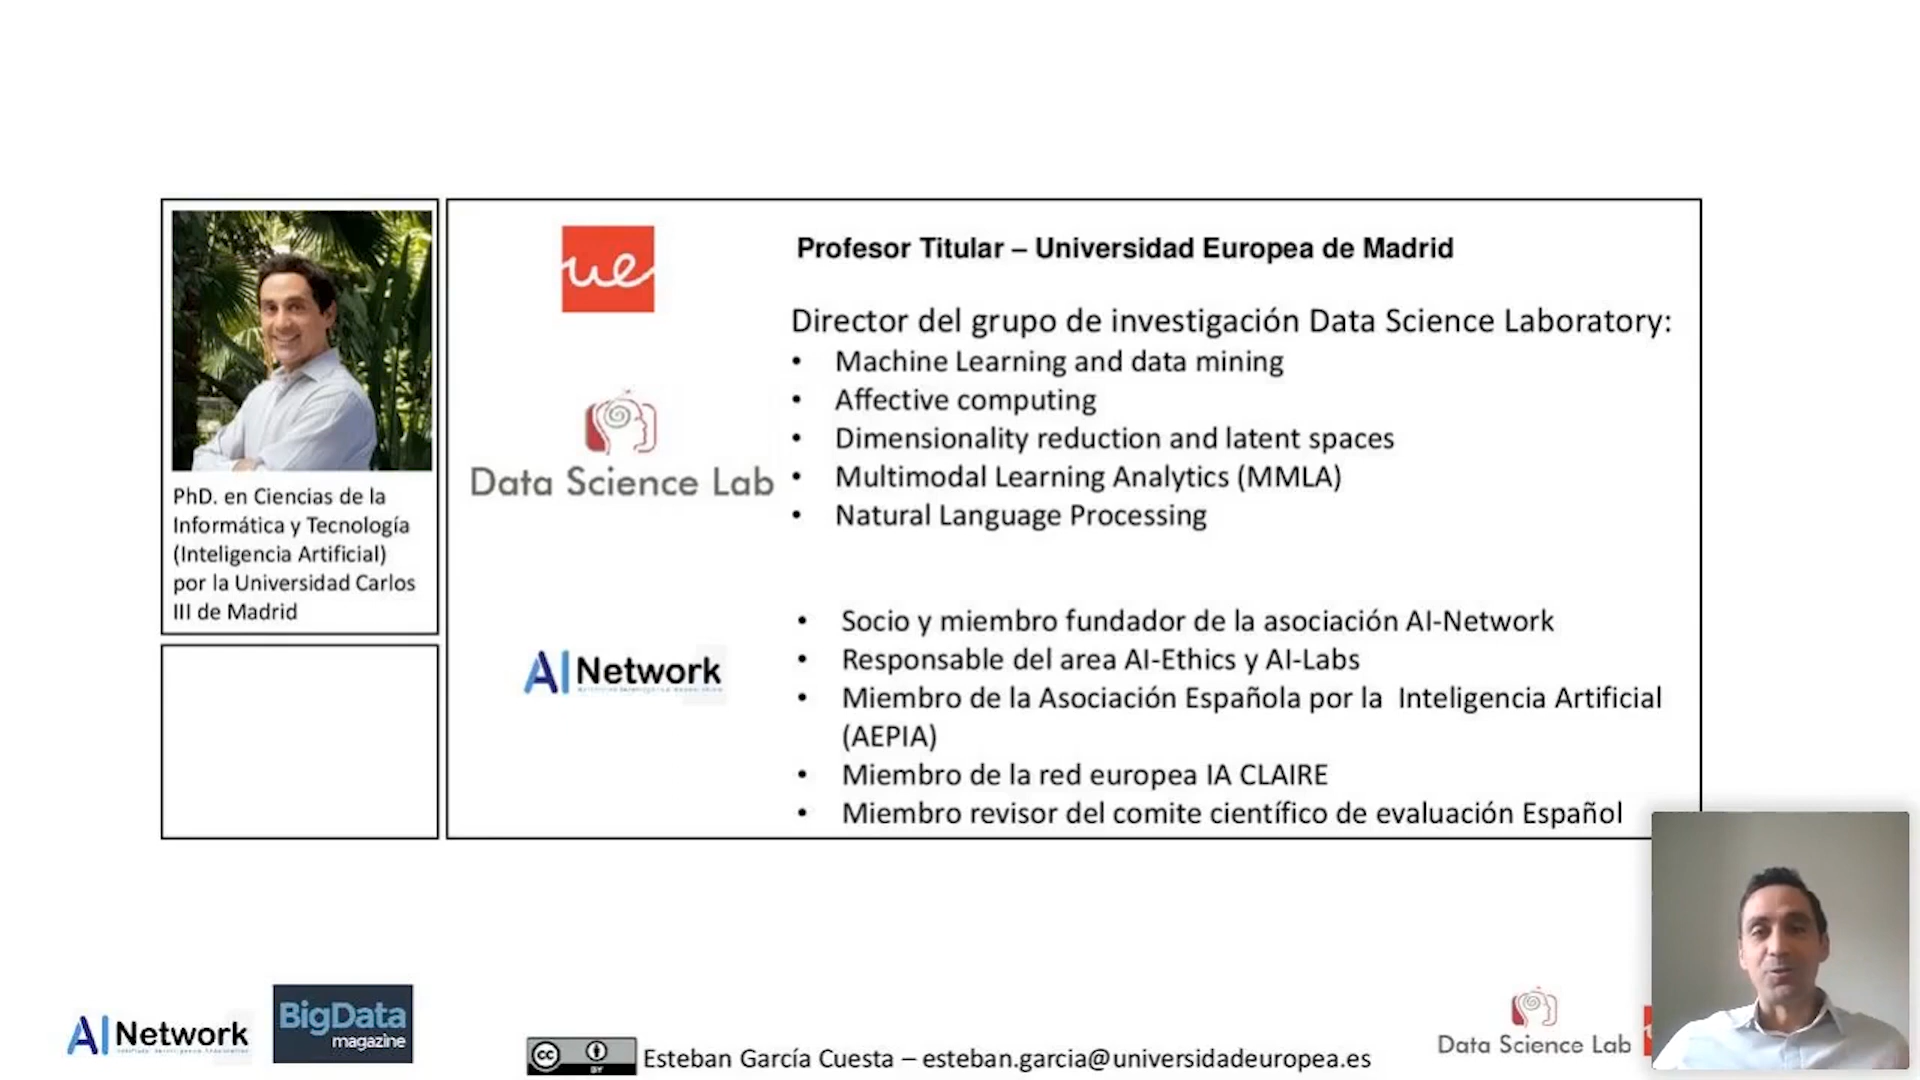 ue
Profesor Titular – Universidad Europea de Madrid
Director del grupo de investigación Data Science Laboratory:
• Machine Learning and data mining
• Affective computing
• Dimensionality reduction and latent spaces
• Multimodal Learning Analytics (MMLA)
• Natural Language Processing
Data Science Lab
PhD. en Ciencias de la
Informática y Tecnología
(Inteligencia Artificial)
por la Universidad Carlos
III de Madrid
AI Network
• Socio y miembro fundador de la asociación AI-Network
• Responsable del area AI-Ethics y AI-Labs
• Miembro de la Asociación Española por la Inteligencia Artificial
(AEPIA)
• Miembro de la red europea IA CLAIRE
• Miembro revisor del comite científico de evaluación Español
AI Network
BigData
magazine
cc
BY
Esteban García Cuesta – esteban.garcia@universidadeuropea.es
Data Science Lab